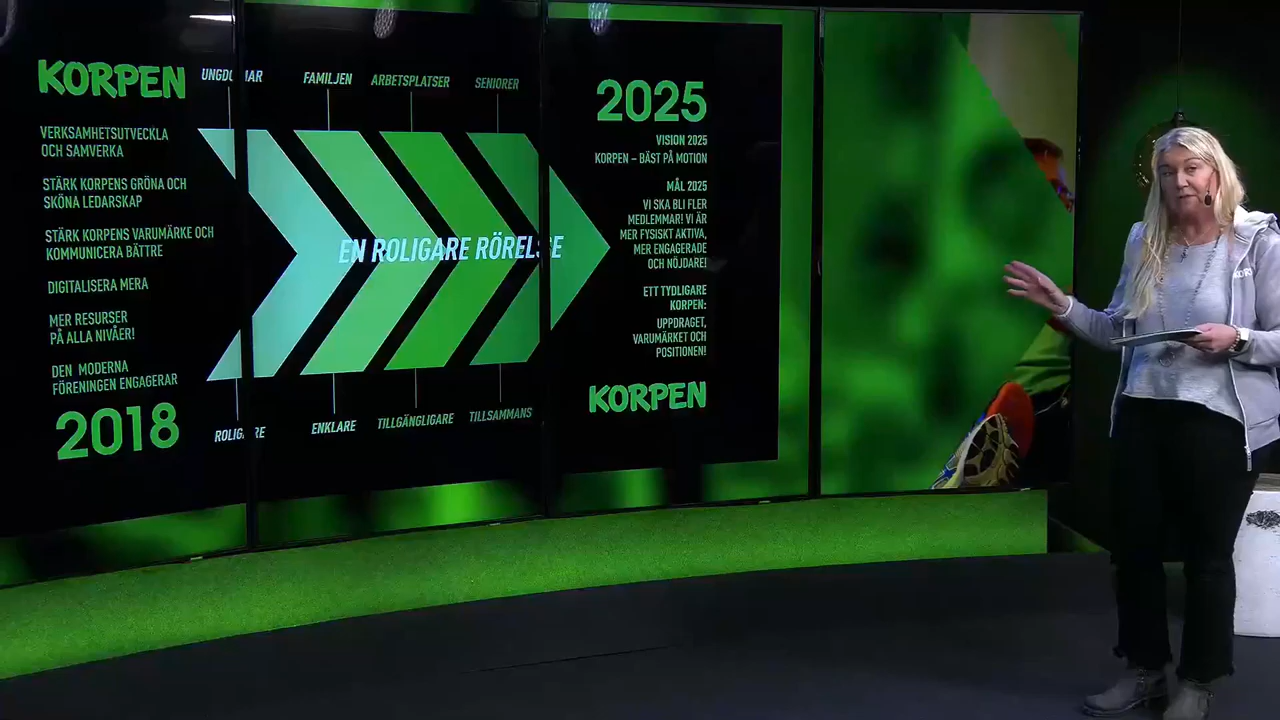 KORPEN
VERKSAMHETSUTVECKLA
OCH SAMVERKA
STÄRK KORPENS GRÖNA OCH
SKÖNA LEDARSKAP
STÄRK KORPENS VARUMÄRKE OCH
KOMMUNICERA BÄTTRE
DIGITALISERA MERA
MER RESURSER
PÅ ALLA NIVÅER!
DEN MODERNA
FÖRENINGEN ENGAGERAR
2018
UNGDOMAR
FAMILJEN
ARBETSPLATSER
SENIORER
EN ROLIGARE RÖRELSE
ROLIGARE
ENKLARE
TILLGÄNGLIGARE
TILLSAMMANS
2025
VISION 2025
KORPEN – BÄST PÅ MOTION
MÅL 2025
VI SKA BLI FLER
MEDLEMMAR! VI ÄR
MER FYSISKT AKTIVA,
MER ENGAGERADE
OCH NÖJDARE!
ETT TYDLIGARE
KORPEN:
UPPDRAGET,
VARUMÄRKET OCH
POSITIONEN!
KORPEN